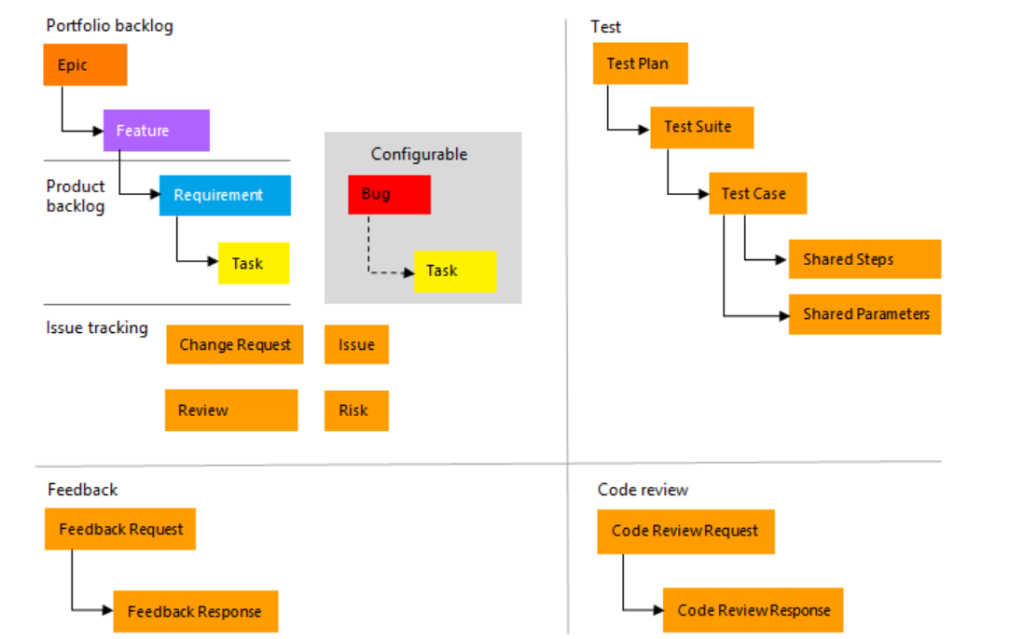 Portfolio backlog
Epic
Feature
Product
backlog
Requirement
Task
Configurable
Bug
Task
Issue tracking
Change Request
Issue
Review
Risk
Test
Test Plan
Test Suite
Test Case
Shared Steps
Shared Parameters
Feedback
Feedback Request
Feedback Response
Code review
Code Review Request
Code Review Response